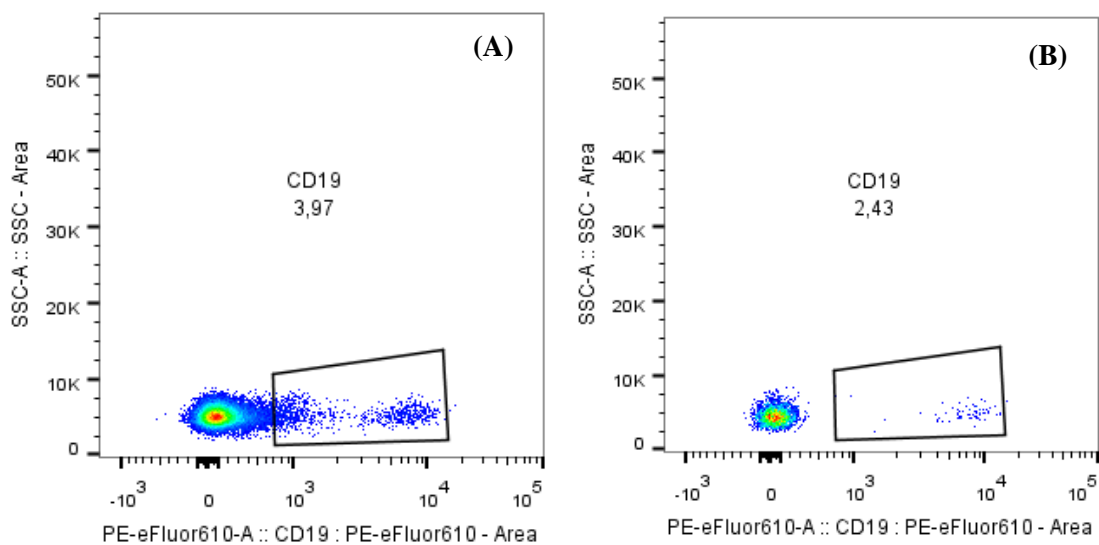 (A)
SSC-A :: SSC - Area
50K
40K
30K
20K
10K
0
CD19
3,97
-10 3
0
10 3
10 4
10 5
PE-eFluor610-A :: CD19 : PE-eFluor610 - Area
(B)
SSC-A :: SSC - Area
50K
40K
30K
20K
10K
0
CD19
2,43
-10 3
0
10 3
10 4
10 5
PE-eFluor610-A :: CD19 : PE-eFluor610 - Area